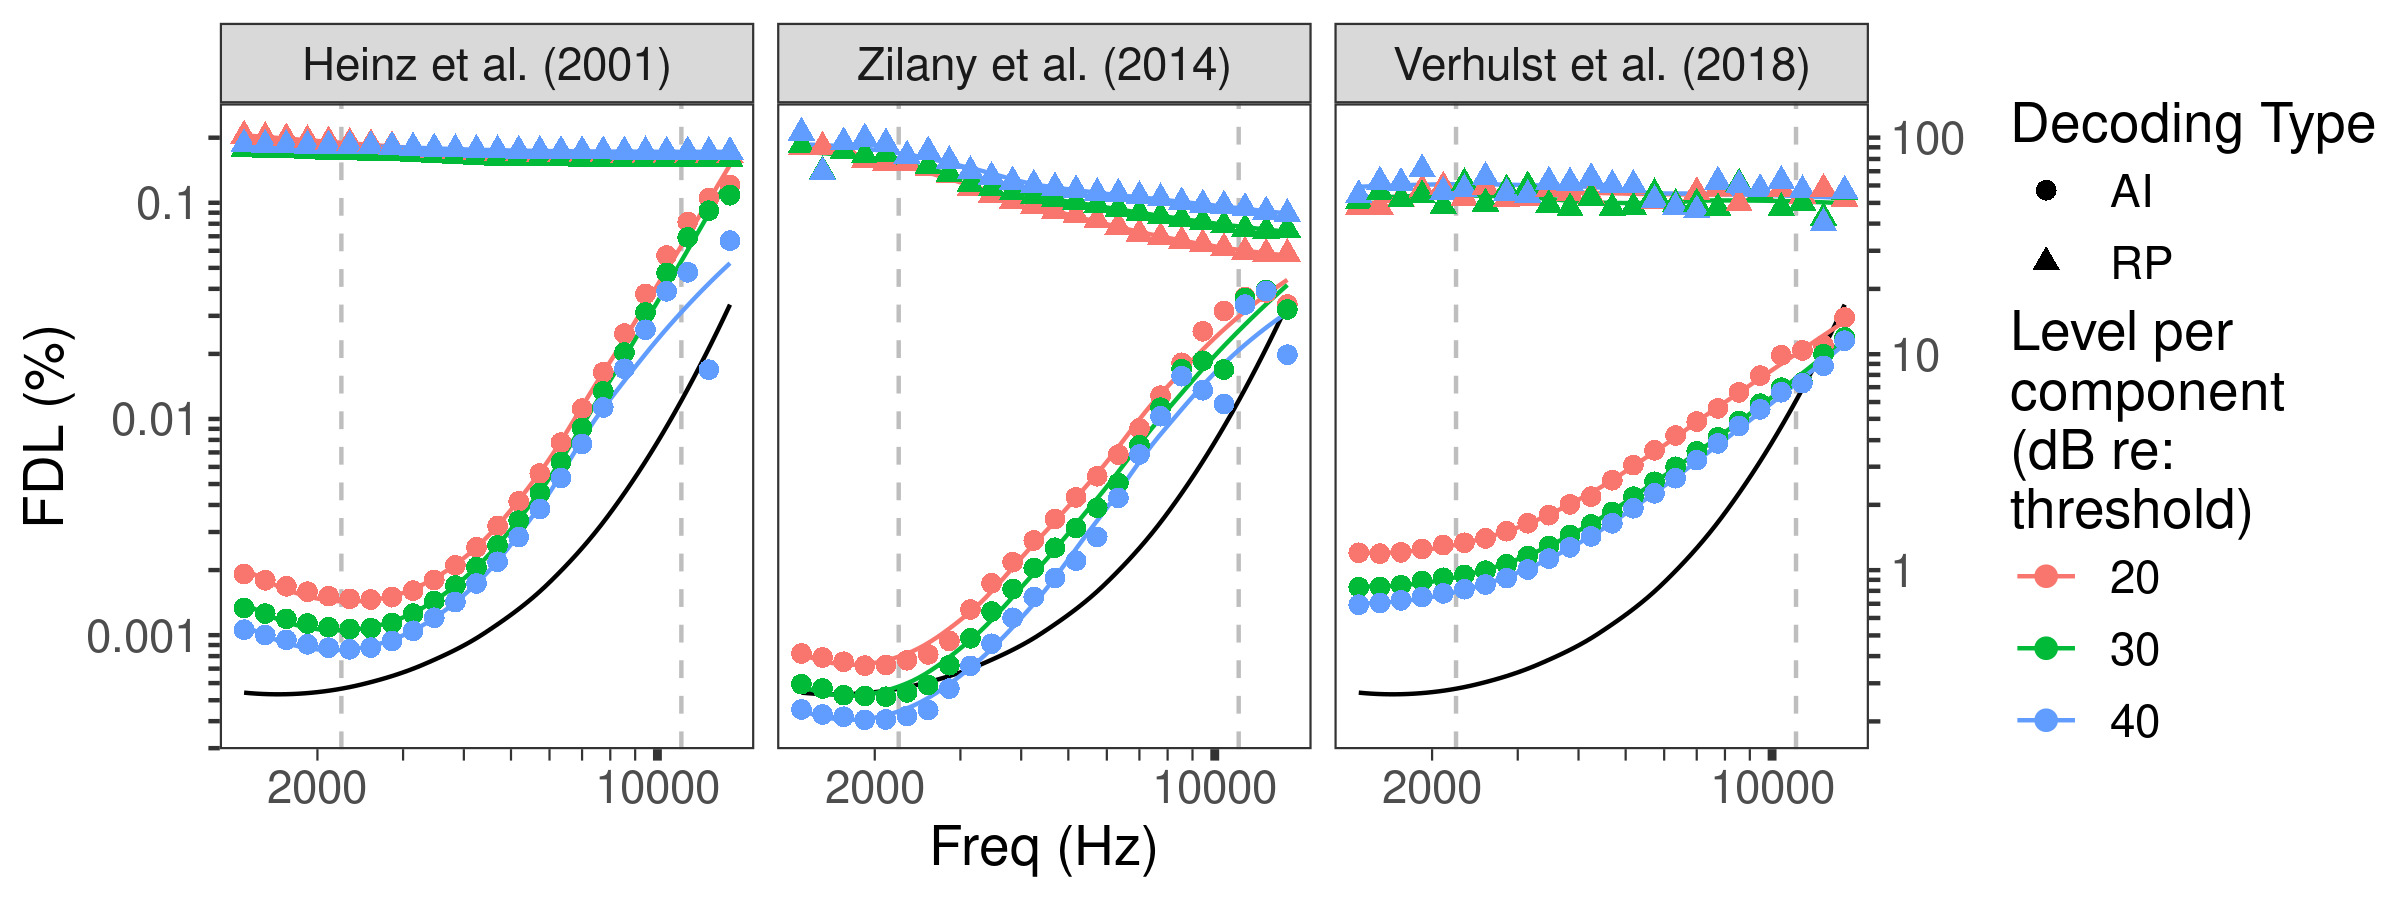 Heinz et al. (2001)
Zilany et al. (2014)
Verhulst et al. (2018)
FDL (%)
0.1
0.01
0.001
100
10
1
2000
10000
2000
10000
2000
10000
Freq (Hz)
Decoding Type
AI
RP
Level per
component
(dB re:
threshold)
20
30
40